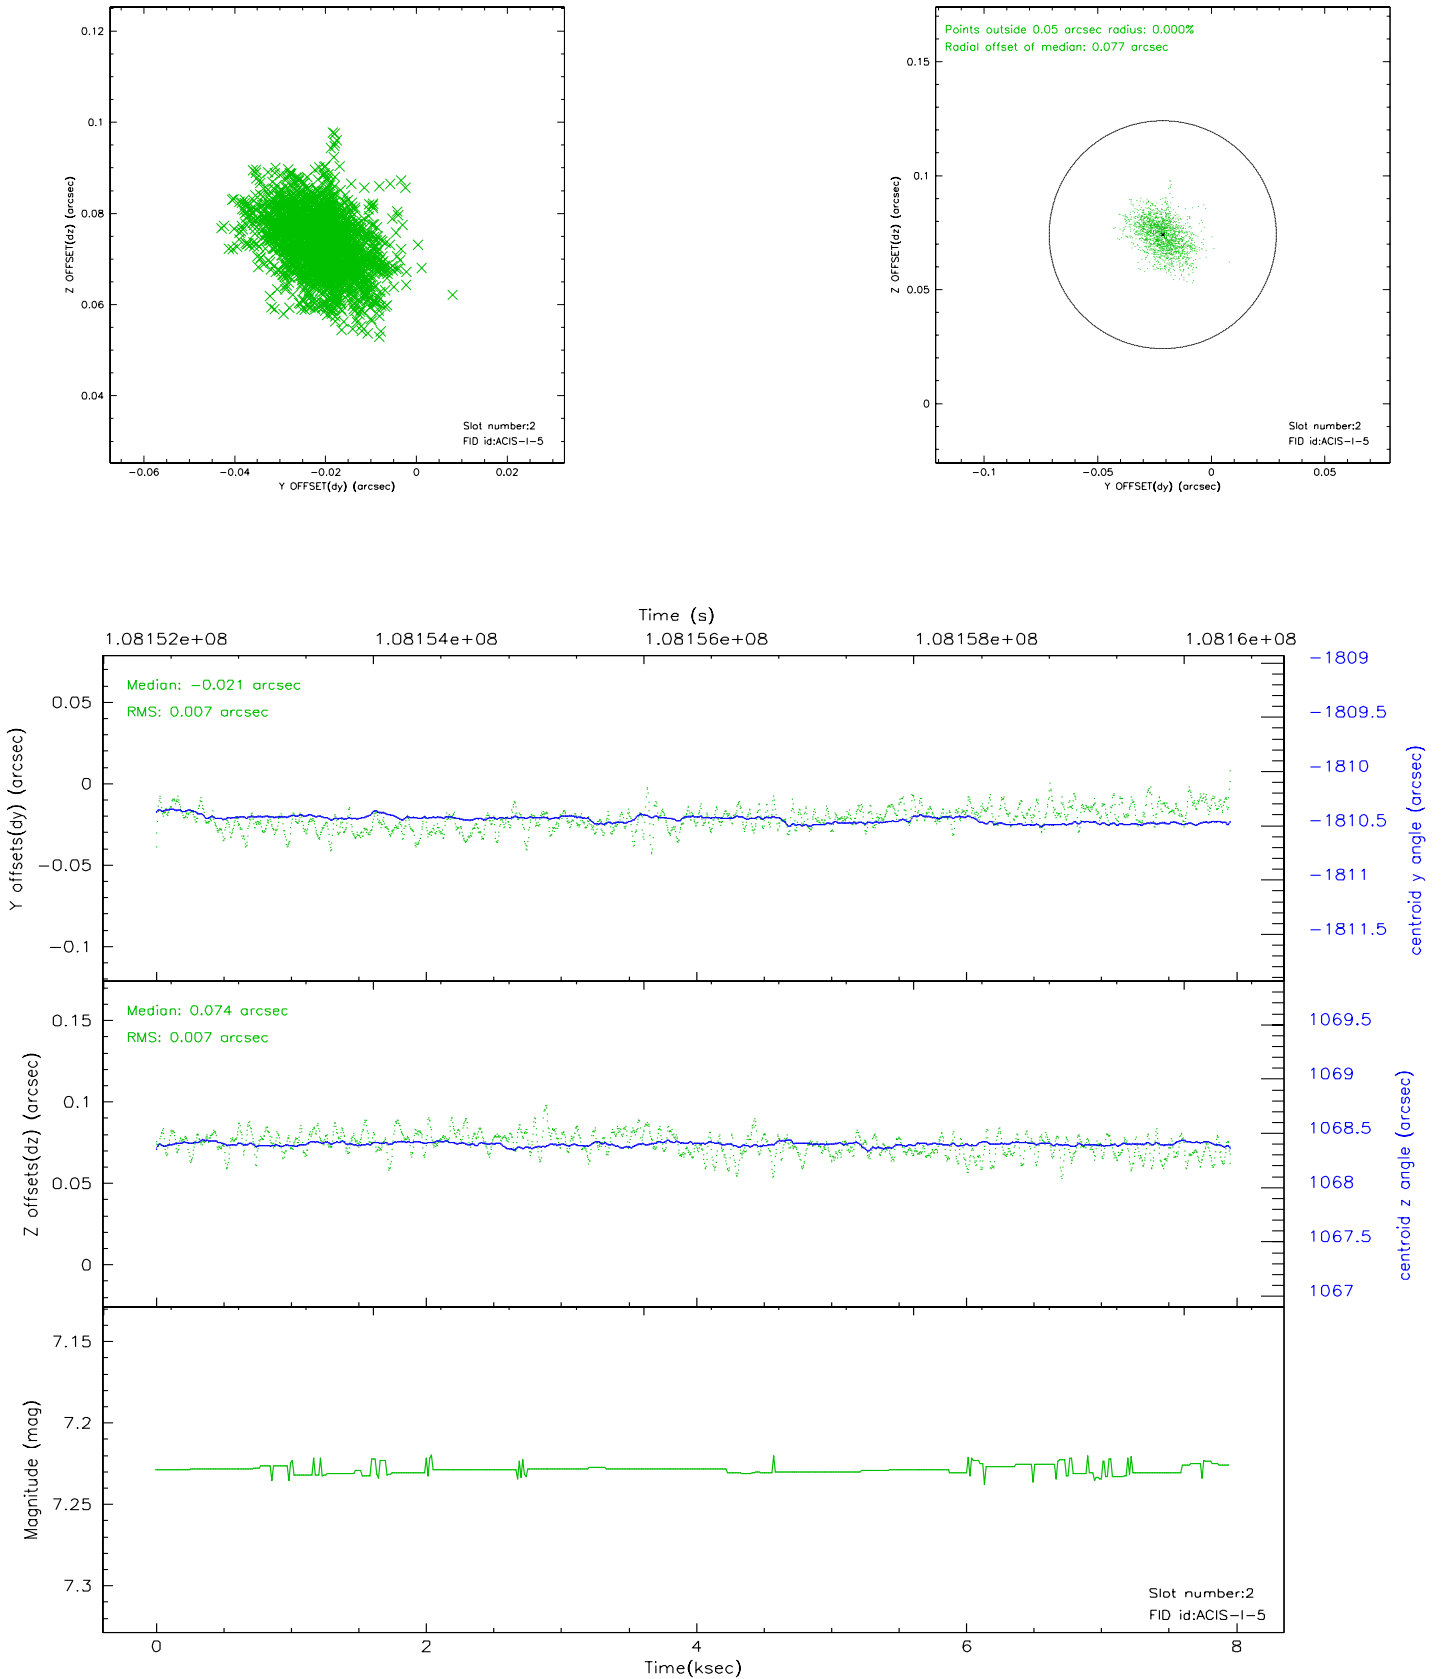 0.12
0.1
0.08
0.06
0.04
Z OFFSET(dz) (arcsec)
Slot number:2
FID id:ACIS-I-5
-0.06 -0.04 -0.02 0 0.02
Y OFFSET(dy) (arcsec)
Points outside 0.05 arcsec radius: 0.000%
Radial offset of median: 0.077 arcsec
0.15
0.1
0.05
0
Z OFFSET(dz) (arcsec)
Slot number:2
FID id:ACIS-I-5
-0.1 -0.05 0 0.05
Y OFFSET(dy) (arcsec)
Time (s)
1.08152e+08 1.08154e+08 1.08156e+08 1.08158e+08 1.0816e+08
Median: -0.021 arcsec
RMS: 0.007 arcsec
0.05
0
-0.05
-0.1
Y offsets(dy) (arcsec)
-1809
-1809.5
-1810
-1810.5
-1811
-1811.5
centroid y angle (arcsec)
Median: 0.074 arcsec
RMS: 0.007 arcsec
0.15
0.1
0.05
0
Z offsets(dz) (arcsec)
1069.5
1069
1068.5
1068
1067.5
1067
centroid z angle (arcsec)
7.15
7.2
7.25
7.3
Magnitude (mag)
Slot number:2
FID id:ACIS-I-5
0 2 4 6 8
Time(ksec)